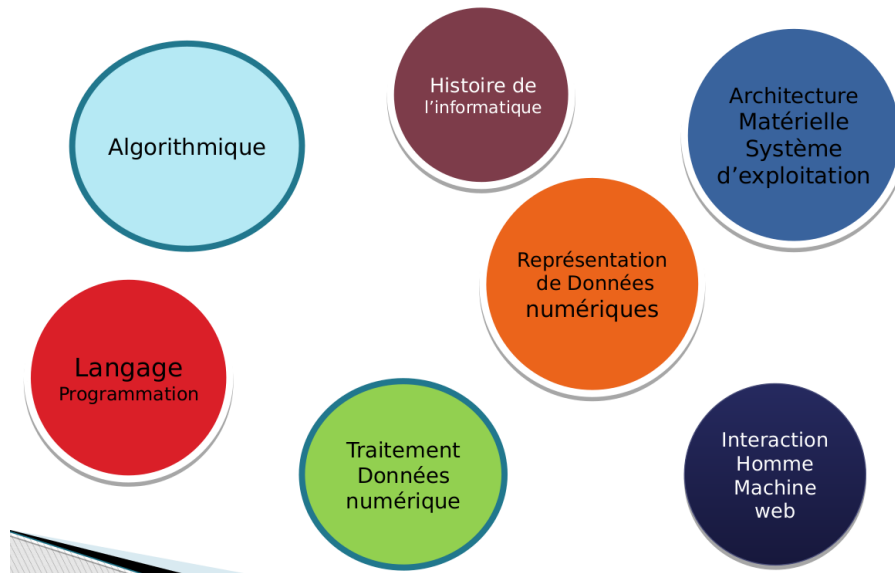 Algorithmique
Histoire de
l’informatique
Architecture
Matérielle
Système
d’exploitation
Représentation
de Données
numériques
Langage
Programmation
Traitement
Données
numérique
Interaction
Homme
Machine
web